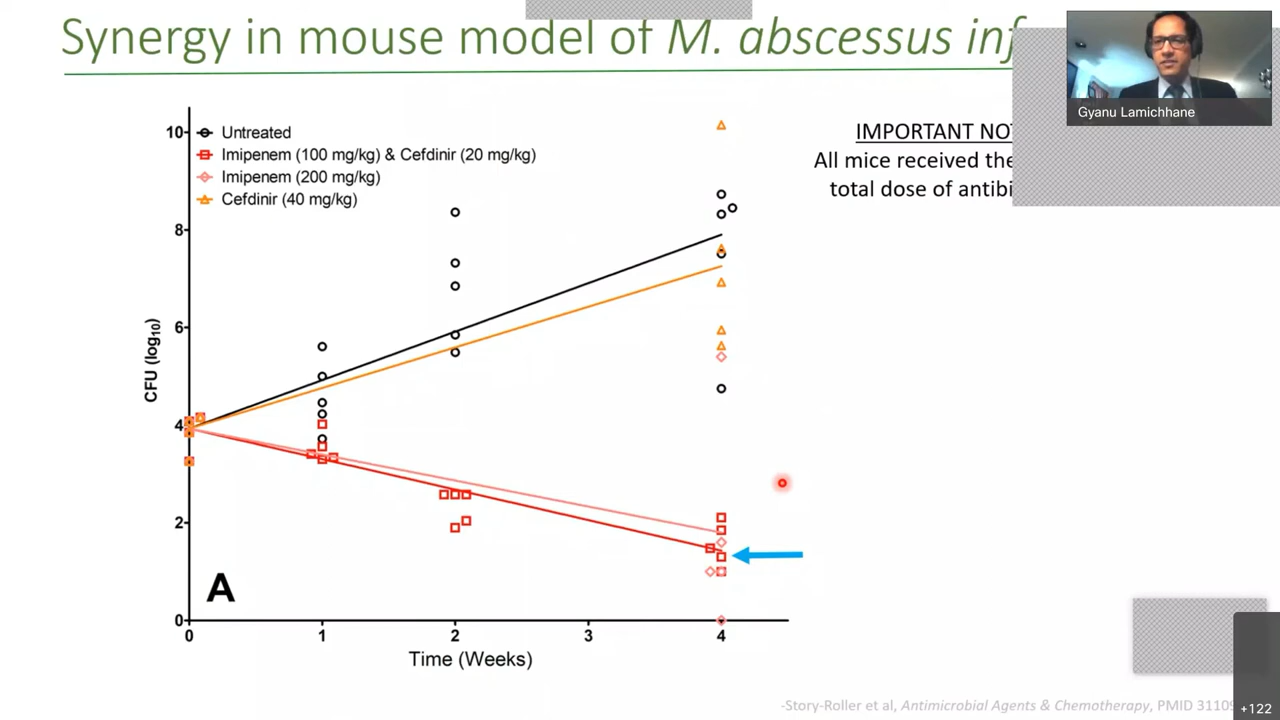 Synergy in mouse model of M. abscessus inf
Gyanu Lamichhane
IMPORTANT NO
All mice received the
total dose of antibi
Untreated
Imipenem (100 mg/kg) & Cefdinir (20 mg/kg)
Imipenem (200 mg/kg)
Cefdinir (40 mg/kg)
CFU (log10)
10
8
6
4
2
0
A
0 1 2 3 4
Time (Weeks)
-Story-Roller et al, Antimicrobial Agents & Chemotherapy, PMID 31109
+122